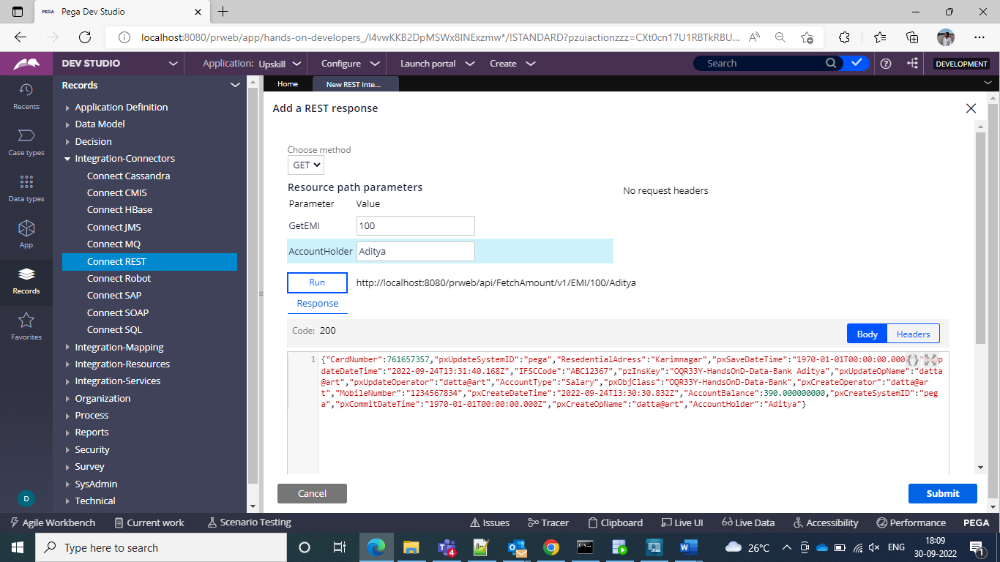 PEGA Pega Dev Studio
localhost:8080/prweb/app/hands-on-developers_/I4vwKKB2DpMSWx8INExzmw*/!STANDARD?pzuiactionzzz=CXt0cn17U1RBTkRBU...
DEV STUDIO
Application: Upskill
Configure
Launch portal
Create
Search
DEVELOPMENT
Recents
Case types
Data types
App
Records
Favorites
D
Records
Application Definition
Data Model
Decision
Integration-Connectors
Connect Cassandra
Connect CMIS
Connect HBase
Connect JMS
Connect MQ
Connect REST
Connect Robot
Connect SAP
Connect SOAP
Connect SQL
Integration-Mapping
Integration-Resources
Integration-Services
Organization
Process
Reports
Security
Survey
SysAdmin
Technical
Home
New REST Inte...
Add a REST response
Choose method
GET
Resource path parameters
No request headers
Parameter Value
GetEMI 100
AccountHolder Aditya
Run http://localhost:8080/prweb/api/FetchAmount/v1/EMI/100/Aditya
Response
Code: 200
Body Headers
1 {"CardNumber":761657357,"pxUpdateSystemID":"pega","ResedentialAdress":"Karimnagar","pxSaveDateTime":"1970-01-01T00:00:00.000
dateDateTime":"2022-09-24T13:31:40.168Z","IFSCCode":"ABC12367","pzInsKey":"OQR33Y-HandsOnD-Data-Bank Aditya","pxUpdateOpName":"datta
@art","pxUpdateOperator":"datta@art","AccountType":"Salary","pxObjClass":"OQR33Y-HandsOnD-Data-Bank","pxCreateOperator":"datta@ar
t","MobileNumber":"1234567834","pxCreateDateTime":"2022-09-24T13:30:30.832Z","AccountBalance":390.000000000,"pxCreateSystemID":"peg
a","pxCommitDateTime":"1970-01-01T00:00:00.000Z","pxCreateOpName":"datta@art","AccountHolder":"Aditya"}
Cancel
Submit
Agile Workbench
Current work
Scenario Testing
Issues
Tracer
Clipboard
Live UI
Live Data
Accessibility
Performance
PEGA
Type here to search
4
26°C
ENG
18:09
30-09-2022
1